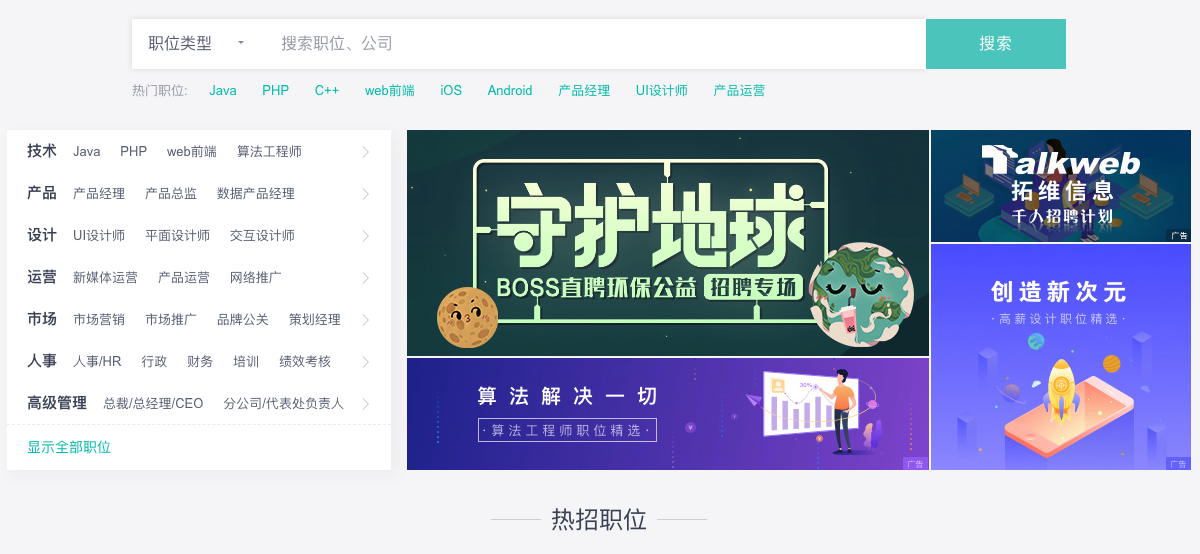 职位类型 搜索职位、公司 搜索
热门职位: Java PHP C++ web前端 iOS Android 产品经理 UI设计师 产品运营
技术 Java PHP web前端 算法工程师
产品 产品经理 产品总监 数据产品经理
设计 UI设计师 平面设计师 交互设计师
运营 新媒体运营 产品运营 网络推广
市场 市场营销 市场推广 品牌公关 策划经理
人事 人事/HR 行政 财务 培训 绩效考核
高级管理 总裁/总经理/CEO 分公司/代表处负责人
显示全部职位
守护地球
BOSS直聘环保公益 招聘专场
算法解决一切
·算法工程师职位精选·
30%
广告
Talkweb
拓维信息
千人招聘计划
广告
创造新次元
·高薪设计职位精选·
广告
热招职位